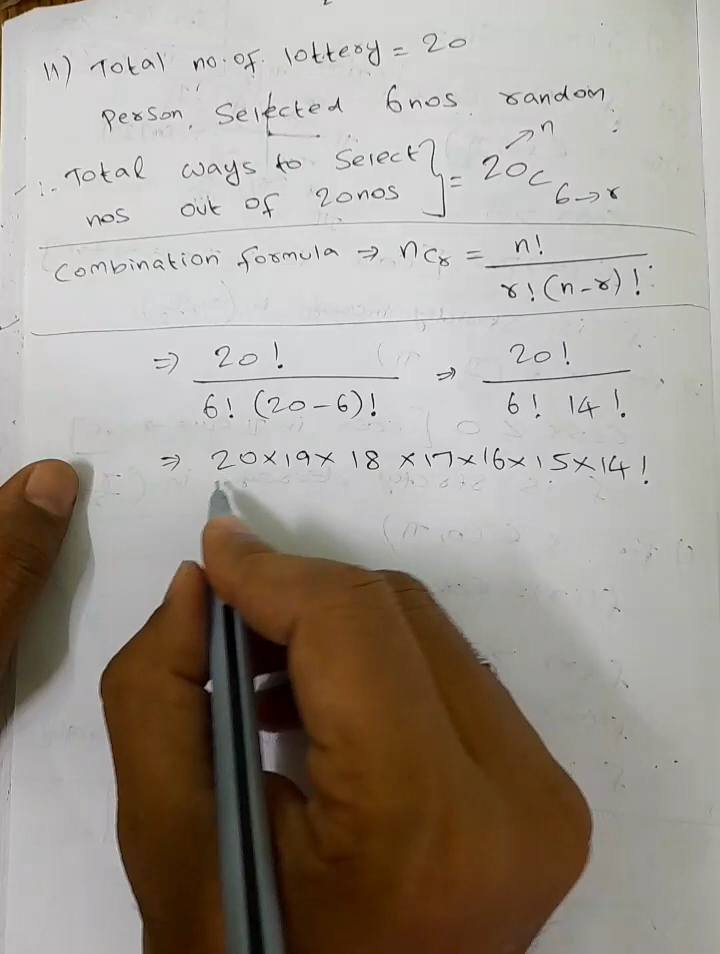 11) Total no. of. lottery = 20
person, Selected 6nos random
∴ Total ways to select nos out of 20nos } = 20C6 → r → n
Combination formula ⇒ nCr = n! / r! (n-r)!
⇒ 20! / 6! (20-6)! ⇒ 20! / 6! 14!
⇒ 20×19×18×17×16×15×14!